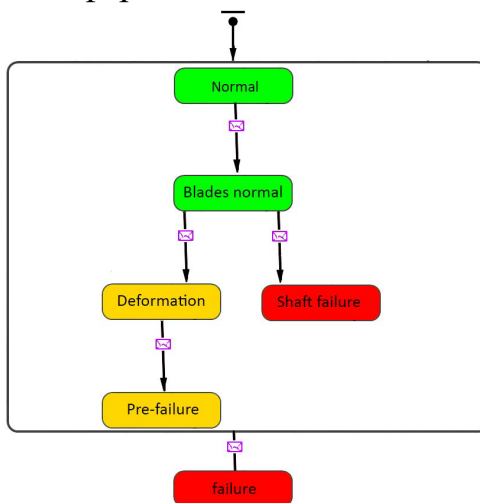 Normal
Blades normal
Deformation
Shaft failure
Pre-failure
failure